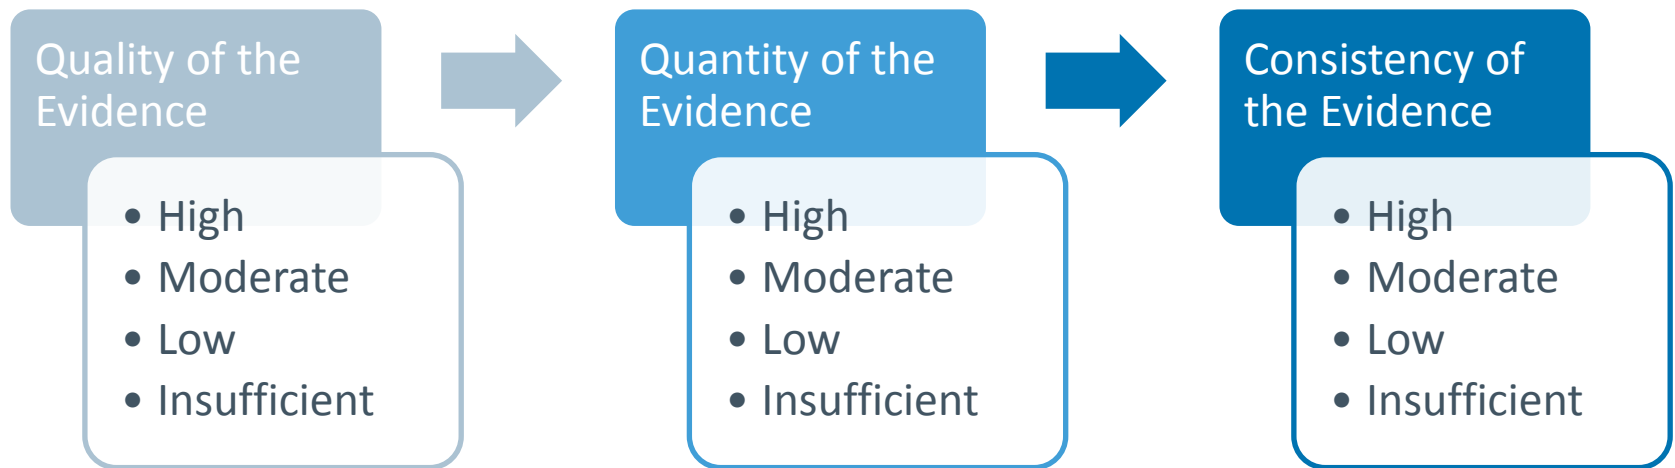 Quality of the
Evidence
• High
• Moderate
• Low
• Insufficient
Quantity of the
Evidence
• High
• Moderate
• Low
• Insufficient
Consistency of
the Evidence
• High
• Moderate
• Low
• Insufficient